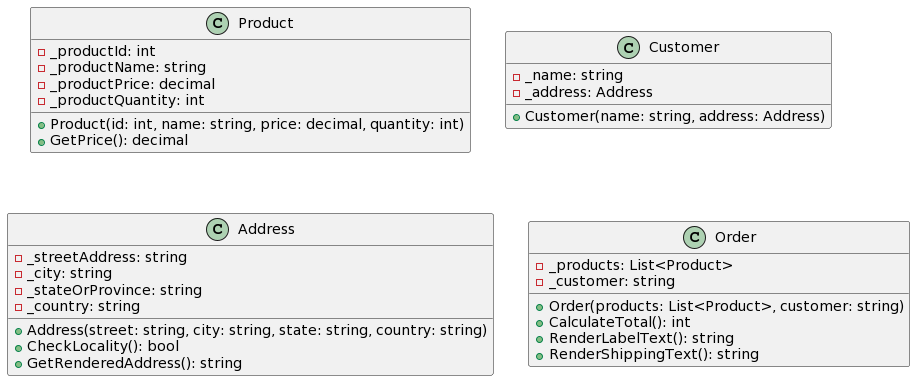 C Product
_productId: int
_productName: string
_productPrice: decimal
_productQuantity: int
Product(id: int, name: string, price: decimal, quantity: int)
GetPrice(): decimal
C Customer
_name: string
_address: Address
Customer(name: string, address: Address)
C Address
_streetAddress: string
_city: string
_stateOrProvince: string
_country: string
Address(street: string, city: string, state: string, country: string)
CheckLocality(): bool
GetRenderedAddress(): string
C Order
_products: List<Product>
_customer: string
Order(products: List<Product>, customer: string)
CalculateTotal(): int
RenderLabelText(): string
RenderShippingText(): string